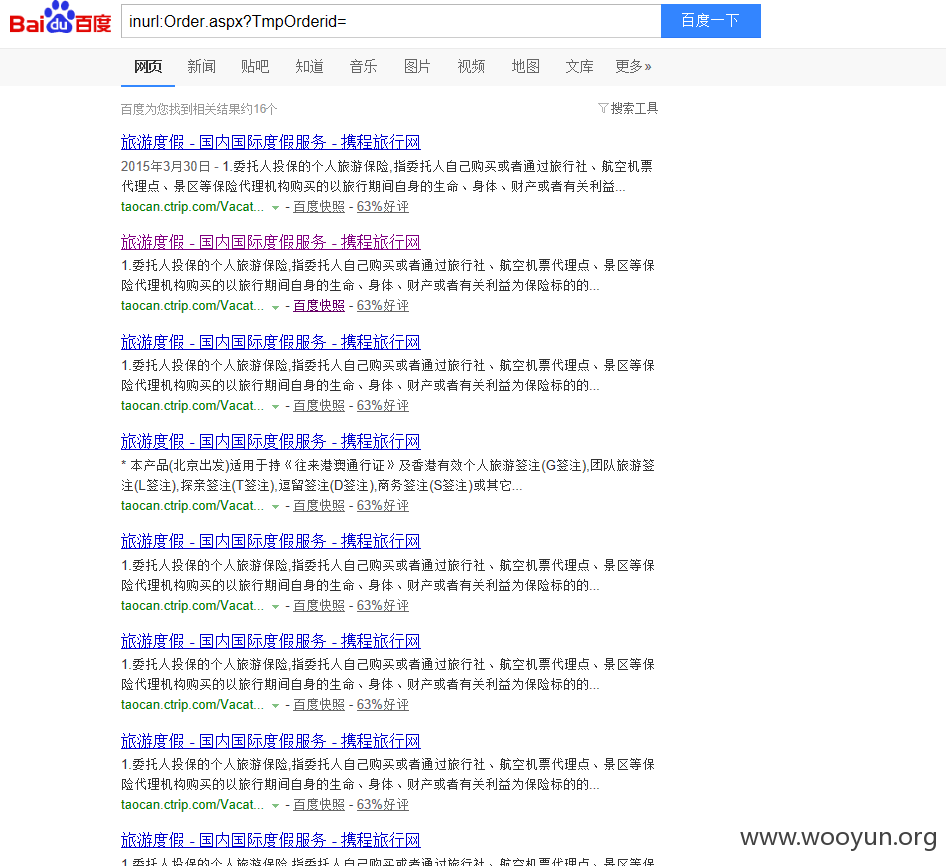 Bai du 百度 inurl:Order.aspx?TmpOrderid= 百度一下
网页 新闻 贴吧 知道 音乐 图片 视频 地图 文库 更多»
百度为您找到相关结果约16个 搜索工具
旅游度假 - 国内国际度假服务 - 携程旅行网
2015年3月30日 - 1.委托人投保的个人旅游保险,指委托人自己购买或者通过旅行社、航空机票
代理点、景区等保险代理机构购买的以旅行期间自身的生命、身体、财产或者有关利益...
taocan.ctrip.com/Vacat... - 百度快照 - 63%好评
旅游度假 - 国内国际度假服务 - 携程旅行网
1.委托人投保的个人旅游保险,指委托人自己购买或者通过旅行社、航空机票代理点、景区等保
险代理机构购买的以旅行期间自身的生命、身体、财产或者有关利益为保险标的的...
taocan.ctrip.com/Vacat... - 百度快照 - 63%好评
旅游度假 - 国内国际度假服务 - 携程旅行网
1.委托人投保的个人旅游保险,指委托人自己购买或者通过旅行社、航空机票代理点、景区等保
险代理机构购买的以旅行期间自身的生命、身体、财产或者有关利益为保险标的的...
taocan.ctrip.com/Vacat... - 百度快照 - 63%好评
旅游度假 - 国内国际度假服务 - 携程旅行网
* 本产品(北京出发)适用于持《往来港澳通行证》及香港有效个人旅游签注(G签注),团队旅游签
注(L签注),探亲签注(T签注),逗留签注(D签注),商务签注(S签注)或其它...
taocan.ctrip.com/Vacat... - 百度快照 - 63%好评
旅游度假 - 国内国际度假服务 - 携程旅行网
1.委托人投保的个人旅游保险,指委托人自己购买或者通过旅行社、航空机票代理点、景区等保
险代理机构购买的以旅行期间自身的生命、身体、财产或者有关利益为保险标的的...
taocan.ctrip.com/Vacat... - 百度快照 - 63%好评
旅游度假 - 国内国际度假服务 - 携程旅行网
1.委托人投保的个人旅游保险,指委托人自己购买或者通过旅行社、航空机票代理点、景区等保
险代理机构购买的以旅行期间自身的生命、身体、财产或者有关利益为保险标的的...
taocan.ctrip.com/Vacat... - 百度快照 - 63%好评
旅游度假 - 国内国际度假服务 - 携程旅行网
1.委托人投保的个人旅游保险,指委托人自己购买或者通过旅行社、航空机票代理点、景区等保
险代理机构购买的以旅行期间自身的生命、身体、财产或者有关利益为保险标的的...
taocan.ctrip.com/Vacat... - 百度快照 - 63%好评
旅游度假 - 国内国际度假服务 - 携程旅行网
1.委托人投保的个人旅游保险,指委托人自己购买或者通过旅行社、航空机票代理点、景区等保
www.wooyun.org